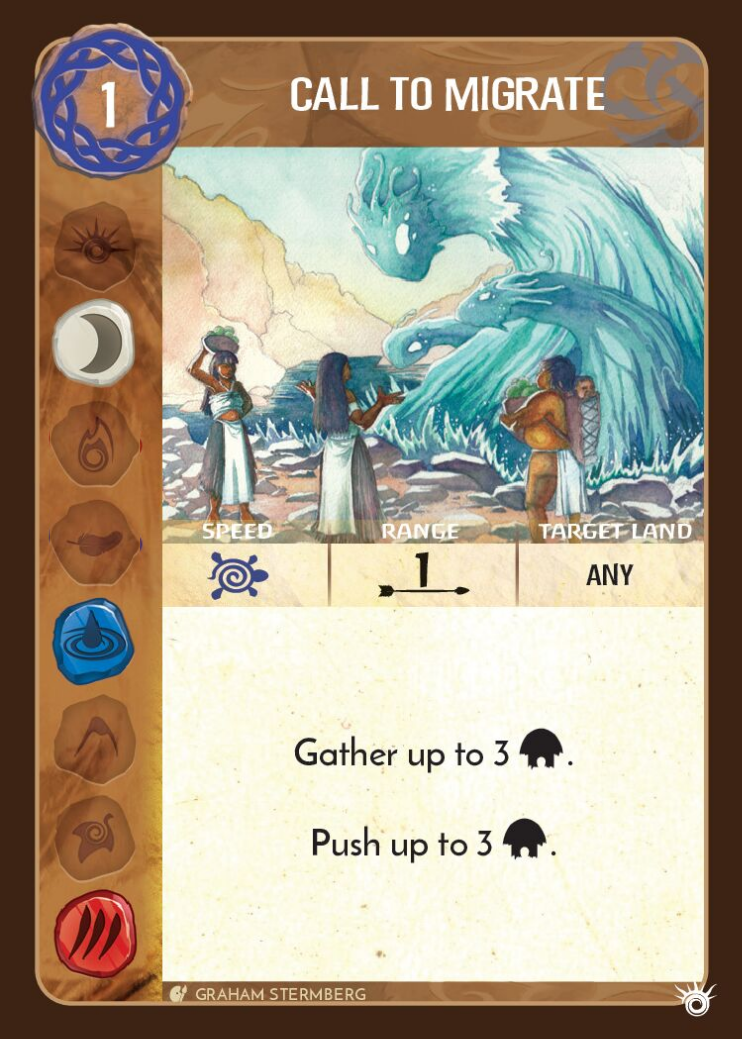 1
CALL TO MIGRATE
SPEED
RANGE
TARGET LAND
1
ANY
Gather up to 3 .
Push up to 3 .
GRAHAM STERMBERG